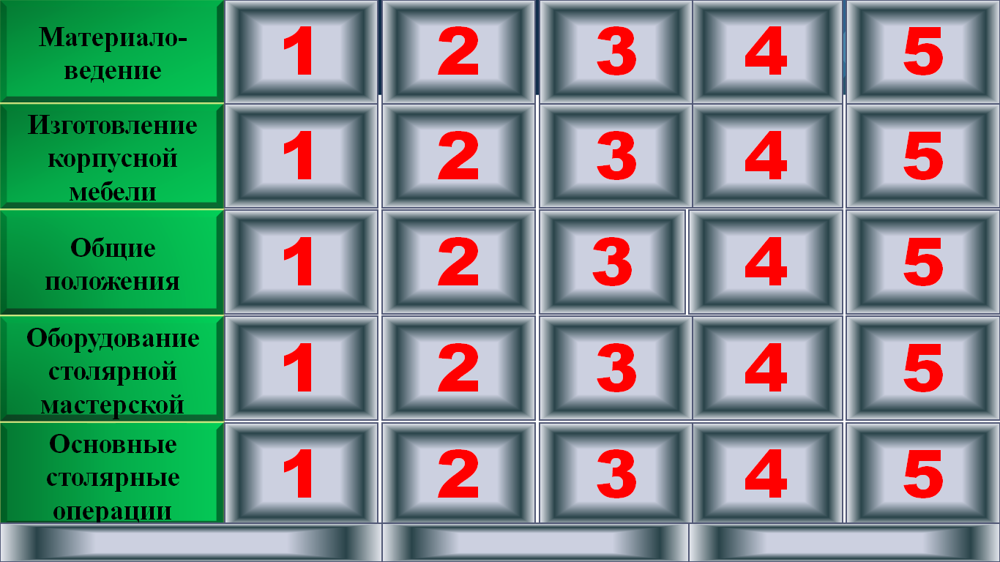 Материало-
ведение
1 2 3 4 5
Изготовление
корпусной
мебели
1 2 3 4 5
Общие
положения
1 2 3 4 5
Оборудование
столярной
мастерской
1 2 3 4 5
Основные
столярные
операции
1 2 3 4 5